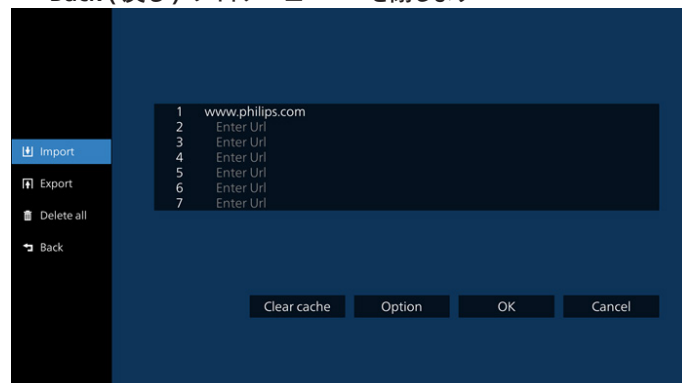 1 www.philips.com
2 Enter Url
3 Enter Url
4 Enter Url
5 Enter Url
6 Enter Url
7 Enter Url
Import
Export
Delete all
Back
Clear cache Option OK Cancel